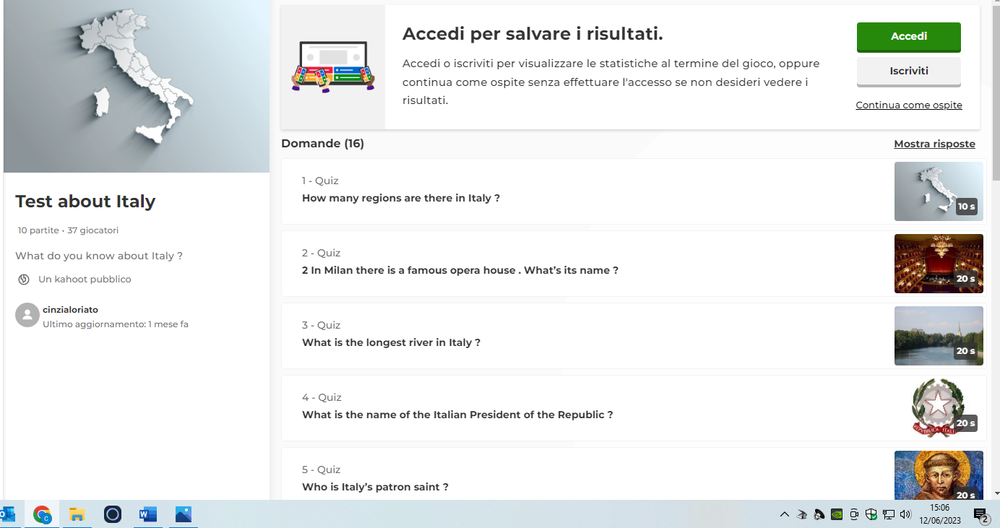 Accedi per salvare i risultati.
Accedi o iscriviti per visualizzare le statistiche al termine del gioco, oppure
continua come ospite senza effettuare l'accesso se non desideri vedere i
risultati.
Accedi
Iscriviti
Continua come ospite
Test about Italy
10 partite • 37 giocatori
What do you know about Italy ?
Un kahoot pubblico
cinzialoriato
Ultimo aggiornamento: 1 mese fa
Domande (16)
Mostra risposte
1 - Quiz
How many regions are there in Italy ?
10 s
2 - Quiz
2 In Milan there is a famous opera house . What's its name ?
20 s
3 - Quiz
What is the longest river in Italy ?
20 s
4 - Quiz
What is the name of the Italian President of the Republic ?
20 s
5 - Quiz
Who is Italy's patron saint ?
20 s
15:06
12/06/2023
2